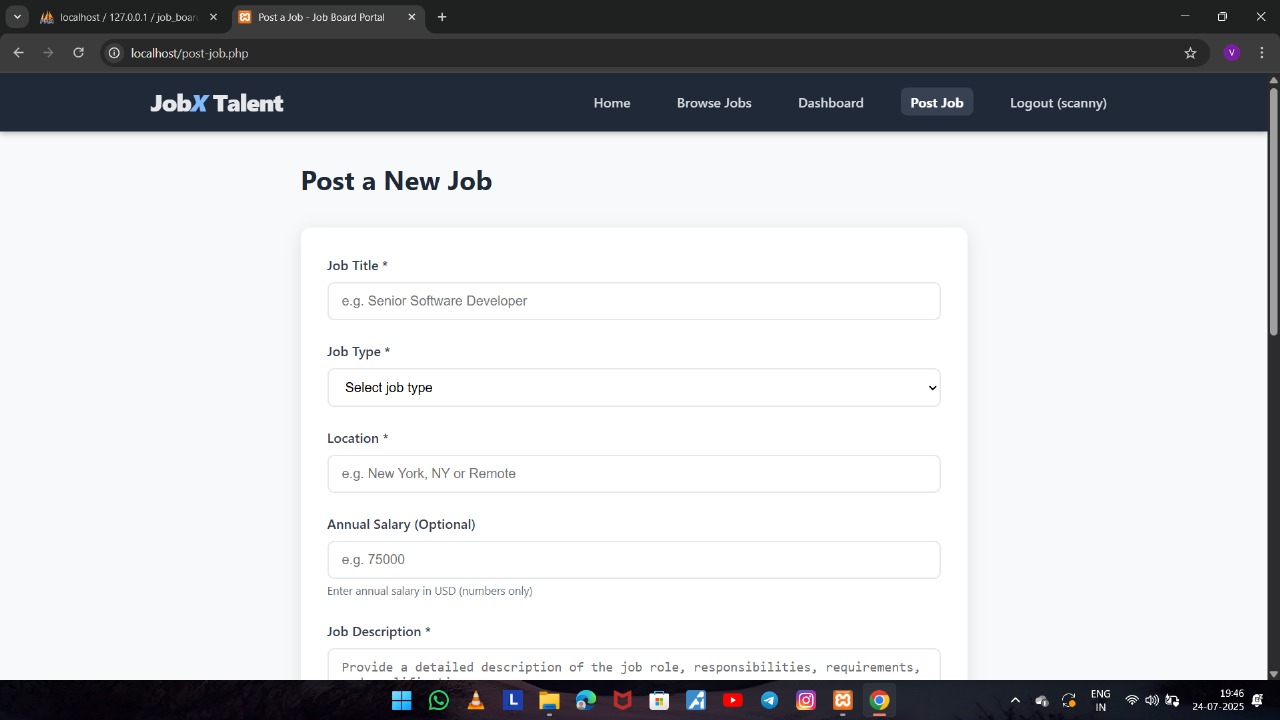 localhost / 127.0.0.1 / job_boar
Post a Job - Job Board Portal
localhost/post-job.php
V
JobX Talent
Home
Browse Jobs
Dashboard
Post Job
Logout (scanny)
Post a New Job
Job Title *
e.g. Senior Software Developer
Job Type *
Select job type
Location *
e.g. New York, NY or Remote
Annual Salary (Optional)
e.g. 75000
Enter annual salary in USD (numbers only)
Job Description *
Provide a detailed description of the job role, responsibilities, requirements,
L
ENG
IN
19:46
24-07-2025